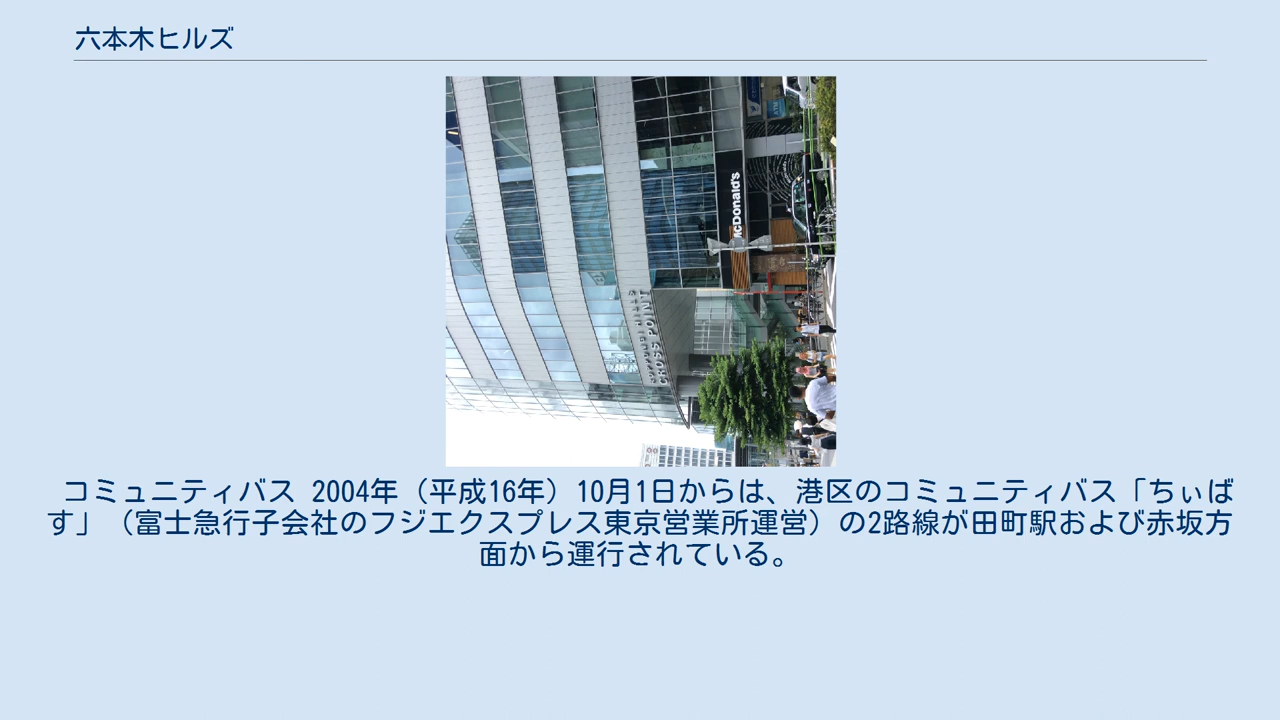 六本木ヒルズ
McDonald's
CROSS POINT
コミュニティバス 2004年（平成16年）10月1日からは、港区のコミュニティバス「ちぃば
す」（富士急行子会社のフジエクスプレス東京営業所運営）の2路線が田町駅および赤坂方
面から運行されている。